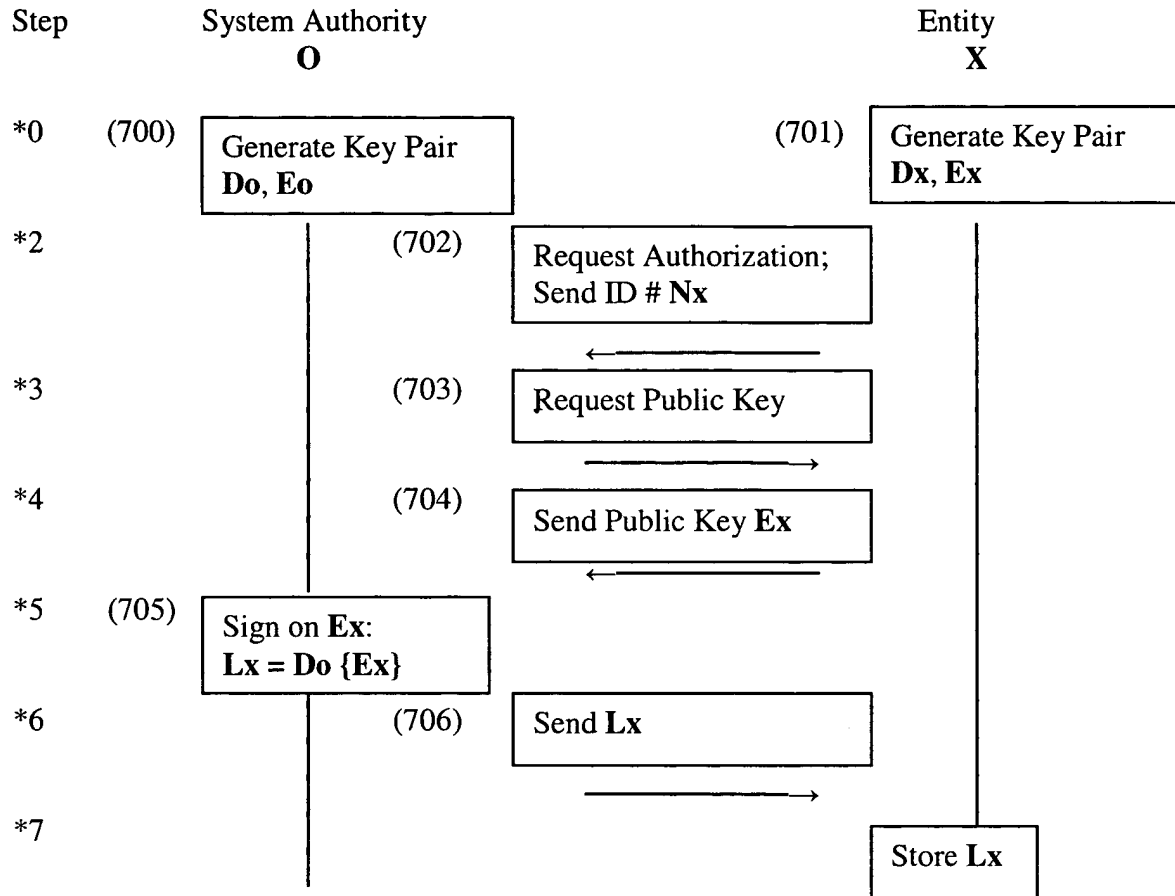 Step System Authority Entity
O X
*0 (700) Generate Key Pair (701) Generate Key Pair
Do, Eo Dx, Ex
*2 (702) Request Authorization;
Send ID # Nx
←
*3 (703) Request Public Key
→
*4 (704) Send Public Key Ex
←
*5 (705) Sign on Ex:
Lx = Do {Ex}
*6 (706) Send Lx
→
*7 Store Lx